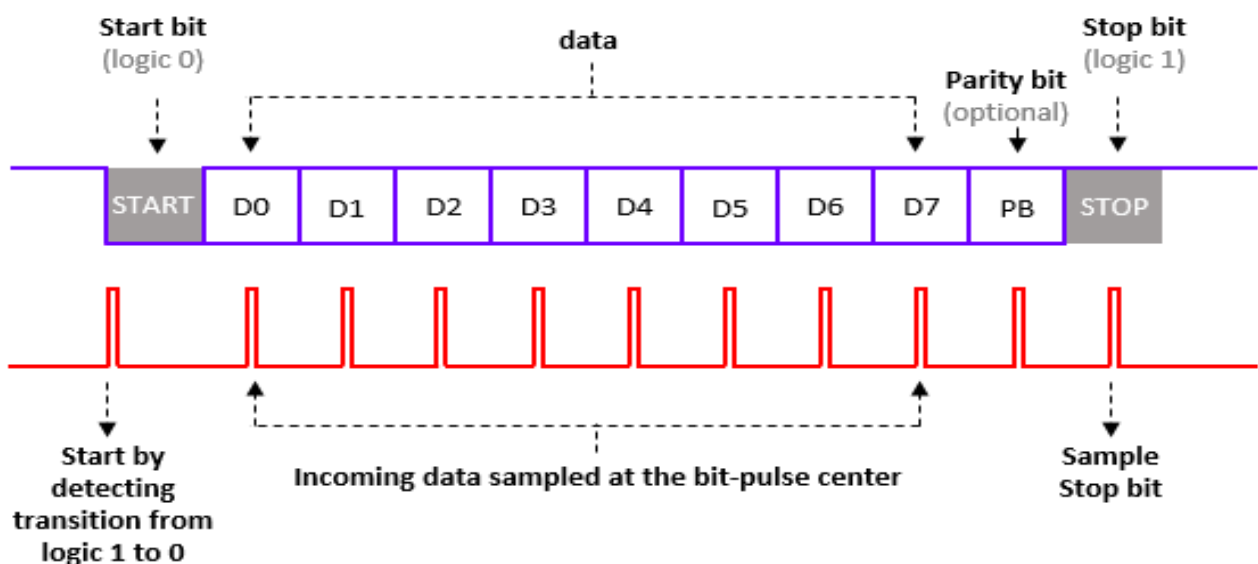 Start bit
(logic 0)
data
Stop bit
(logic 1)
Parity bit
(optional)
START D0 D1 D2 D3 D4 D5 D6 D7 PB STOP
Start by
detecting
transition from
logic 1 to 0
Incoming data sampled at the bit-pulse center
Sample
Stop bit